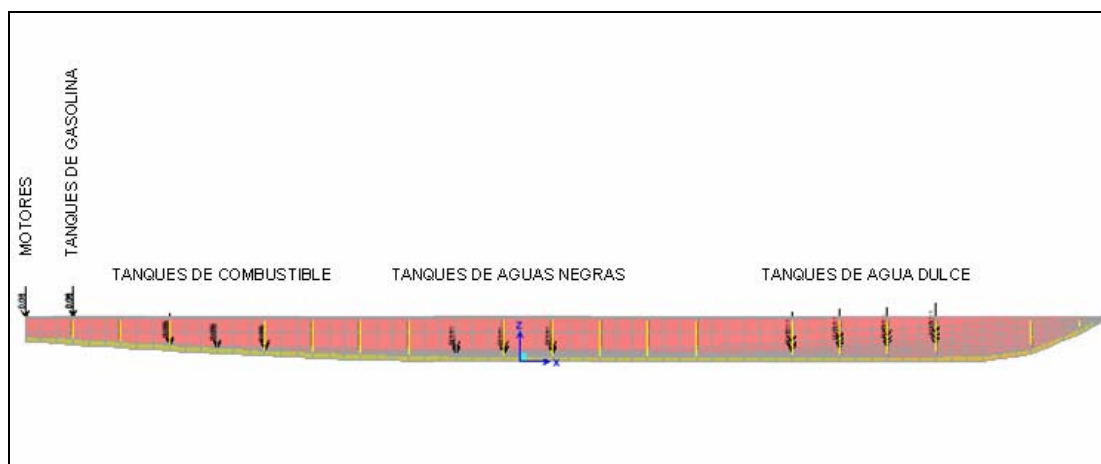 MOTORES
TANQUES DE GASOLINA
TANQUES DE COMBUSTIBLE
TANQUES DE AGUAS NEGRAS
TANQUES DE AGUA DULCE
Z
X